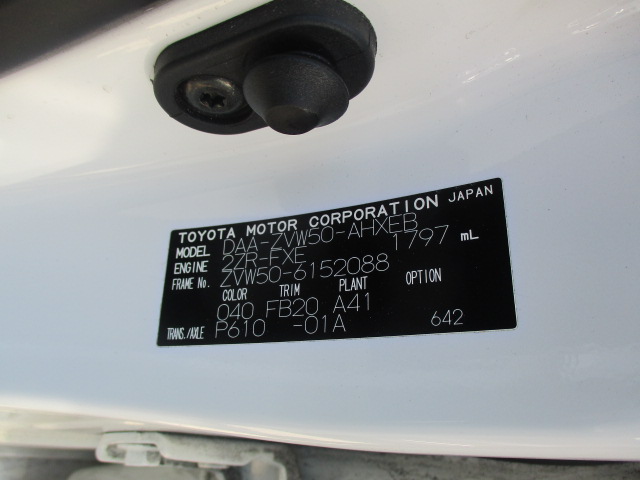 TOYOTA MOTOR CORPORATION JAPAN
MODEL DAA-ZVW50-AHXEB
ENGINE 2ZR-FXE 1797 mL
FRAME No. ZVW50-6152088
COLOR TRIM PLANT OPTION
040 FB20 A41
TRANS./AXLE P610 -01A 642